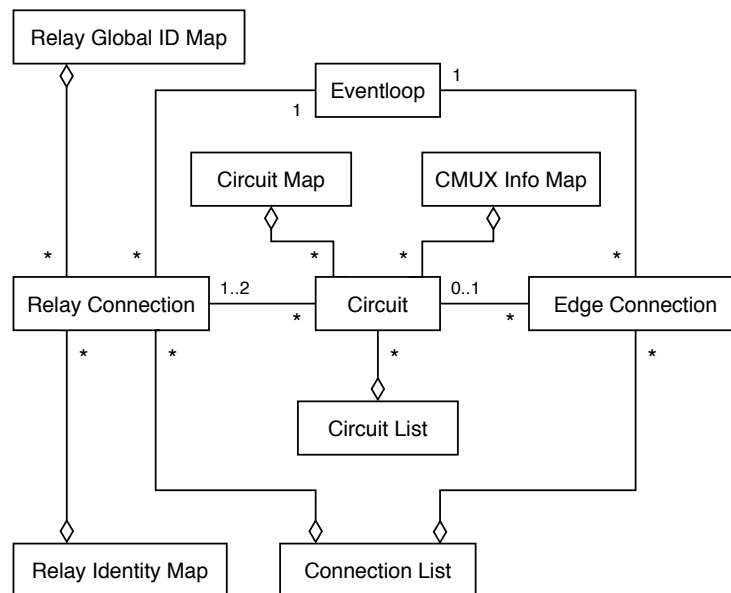 Relay Global ID Map
1
Eventloop
1
Circuit Map
CMUX Info Map
*
*
*
*
*
Relay Connection
1..2
*
Circuit
0..1
*
Edge Connection
*
*
*
*
Circuit List
Relay Identity Map
Connection List